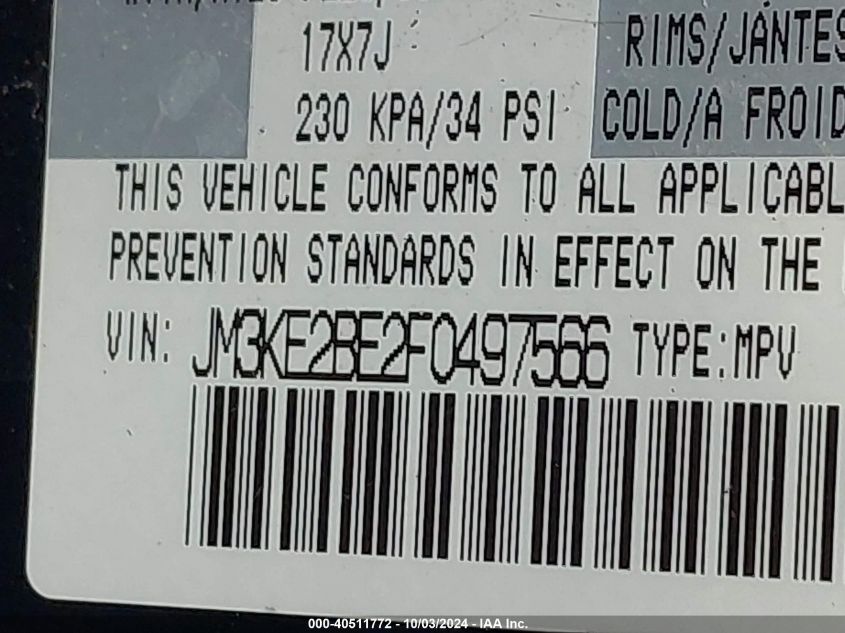 17X7J RIMS/JANTES
230 KPA/34 PSI COLD/A FROID
THIS VEHICLE CONFORMS TO ALL APPLICABL
PREVENTION STANDARDS IN EFFECT ON THE
VIN: JM3KE2BE2F0497566 TYPE:MPV
000-40511772 - 10/03/2024 - IAA Inc.